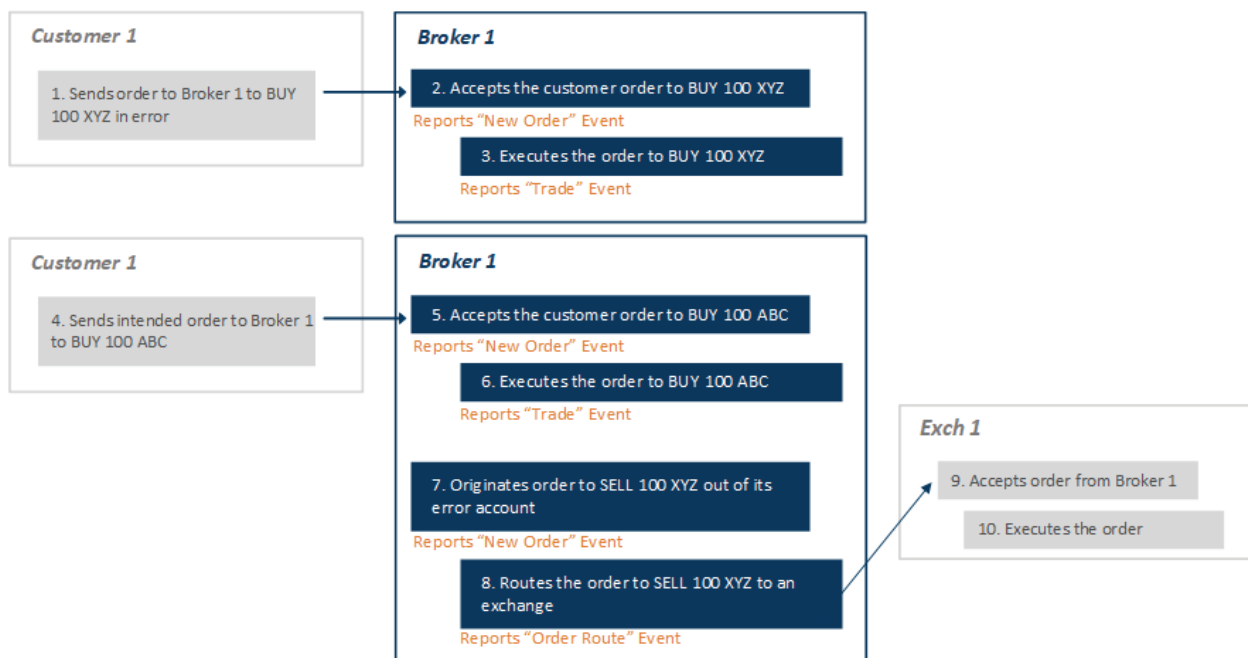 Customer 1
1. Sends order to Broker 1 to BUY
100 XYZ in error
Broker 1
2. Accepts the customer order to BUY 100 XYZ
Reports “New Order” Event
3. Executes the order to BUY 100 XYZ
Reports “Trade” Event
Customer 1
4. Sends intended order to Broker 1
to BUY 100 ABC
Broker 1
5. Accepts the customer order to BUY 100 ABC
Reports “New Order” Event
6. Executes the order to BUY 100 ABC
Reports “Trade” Event
7. Originates order to SELL 100 XYZ out of its
error account
Reports “New Order” Event
8. Routes the order to SELL 100 XYZ to an
exchange
Reports “Order Route” Event
Exch 1
9. Accepts order from Broker 1
10. Executes the order